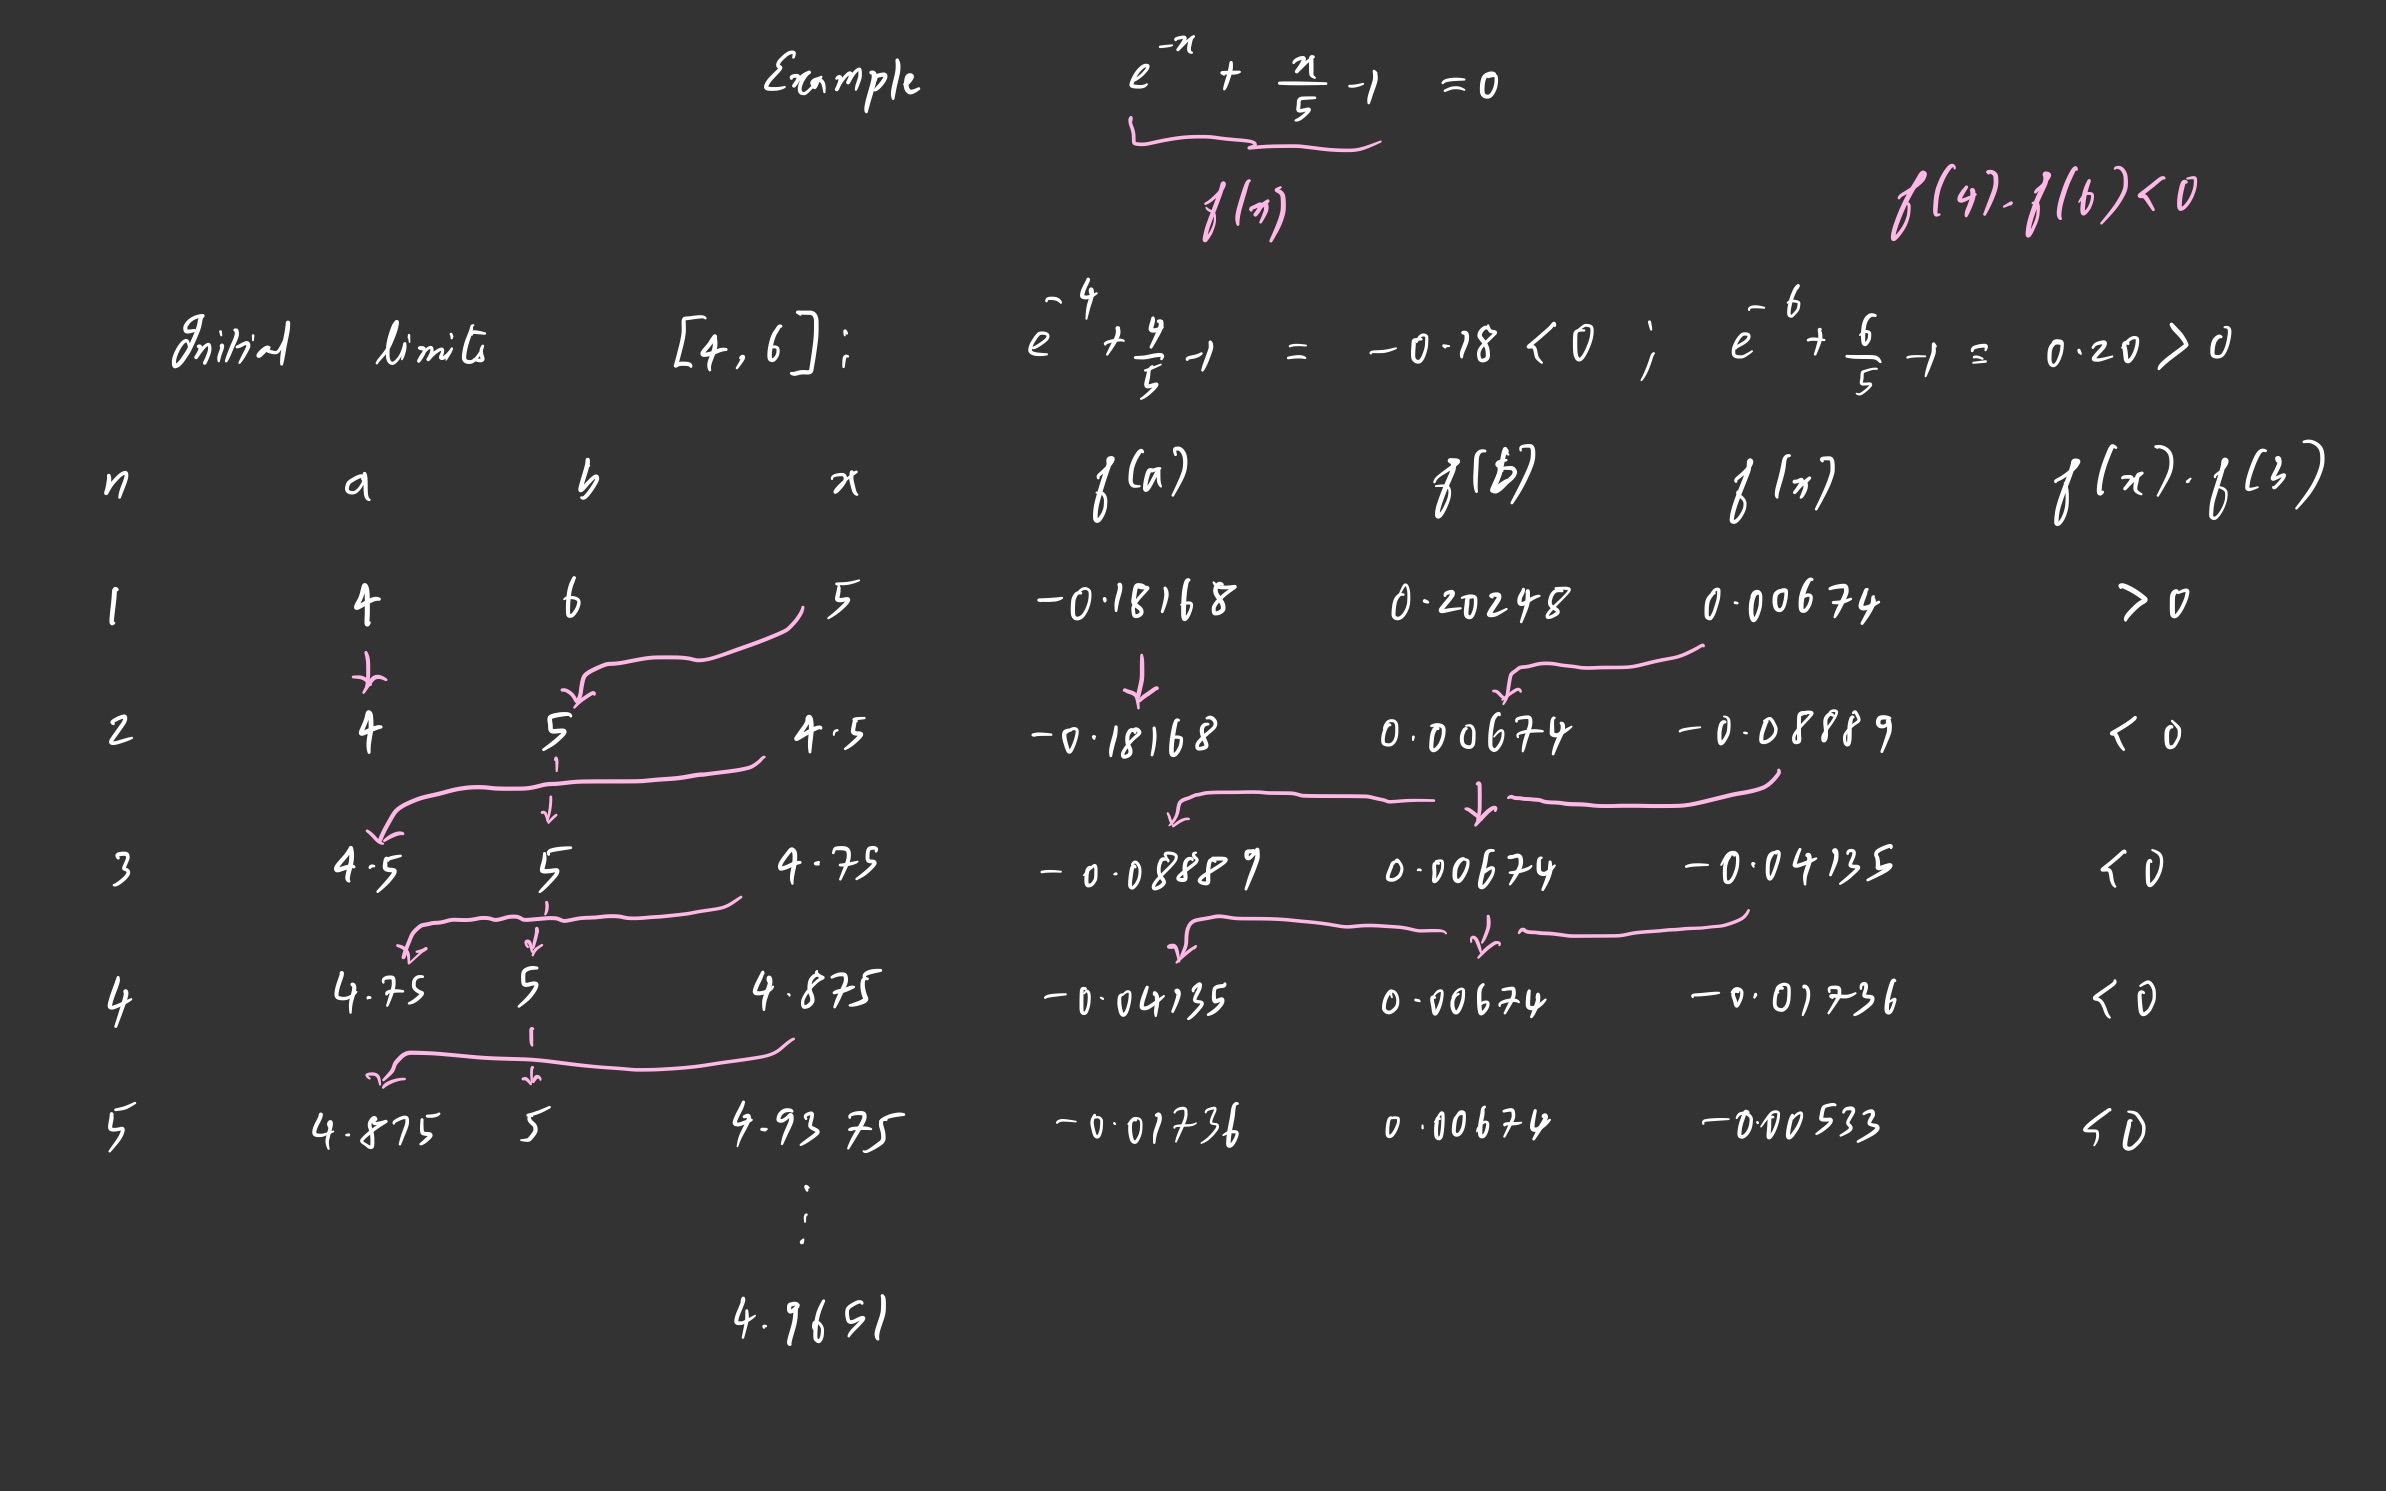 Example e^{-x} + x/5 -1 = 0
f(x)
f(4). f(6) < 0
Initial limits [4, 6] : e^{-4} + 4/5 -1 = -0.18 < 0 ; e^{-6} + 6/5 -1 = 0.20 > 0
n a b x f(a) f(b) f(x) f(x) . f(b)
1 4 6 5 -0.18168 0.20248 0.00674 > 0
2 4 5 4.5 -0.18168 0.00674 -0.08889 < 0
3 4.5 5 4.75 -0.08889 0.00674 -0.04135 < 0
4 4.75 5 4.875 -0.04135 0.00674 -0.01736 < 0
5 4.875 5 4.9375 -0.01736 0.00674 -0.00533 < 0
⋮
4.9651